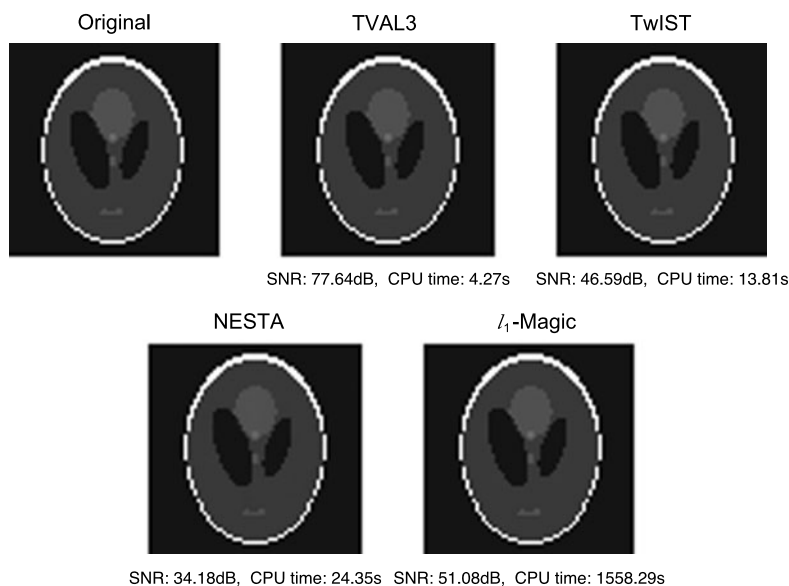 Original
TVAL3
TwIST
SNR: 77.64dB, CPU time: 4.27s
SNR: 46.59dB, CPU time: 13.81s
NESTA
l₁-Magic
SNR: 34.18dB, CPU time: 24.35s
SNR: 51.08dB, CPU time: 1558.29s